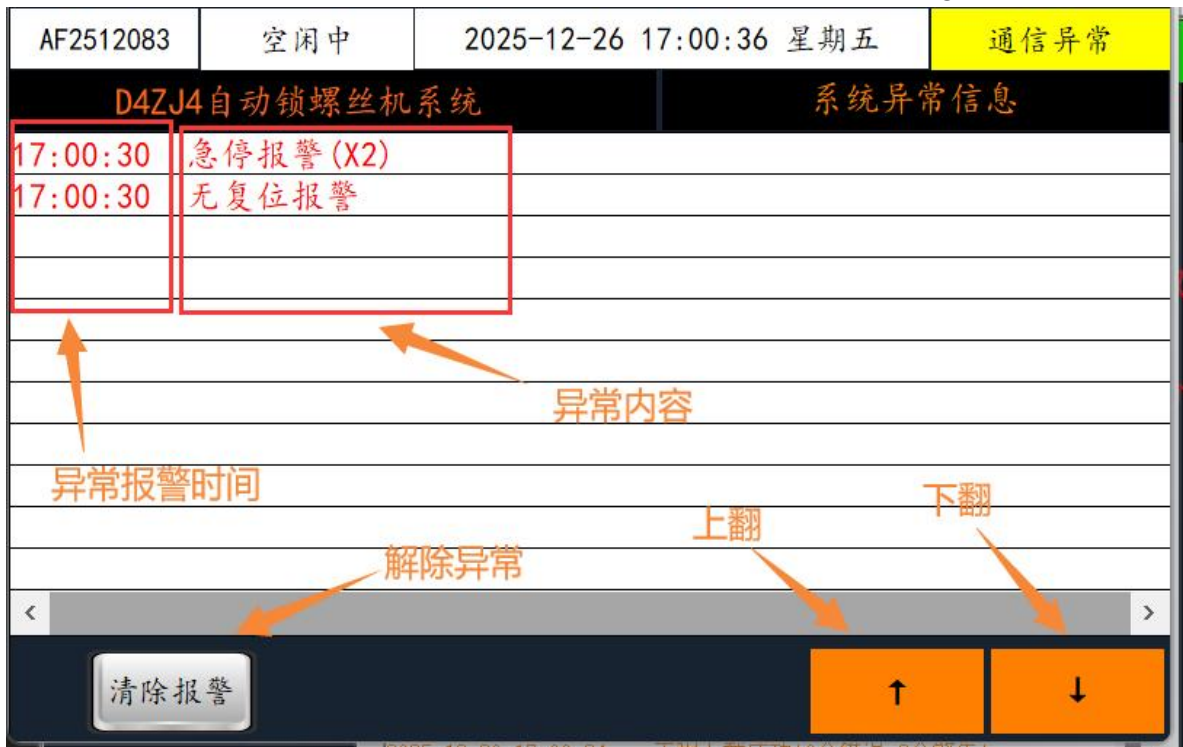 AF2512083 空闲中 2025-12-26 17:00:36 星期五 通信异常
D4ZJ4自动锁螺丝机系统 系统异常信息
17:00:30 急停报警(X2)
17:00:30 无复位报警
异常内容
异常报警时间
下翻
上翻
解除异常
< >
清除报警 ↑ ↓